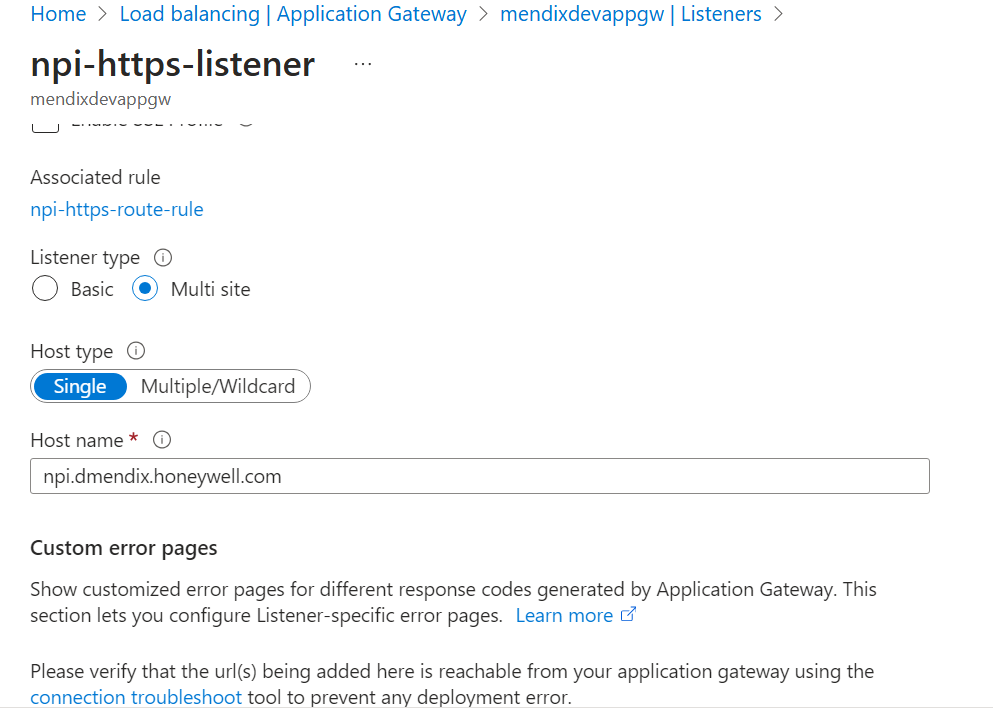 Home > Load balancing | Application Gateway > mendixdevappgw | Listeners >
npi-https-listener ...
mendixdevappgw
Associated rule
npi-https-route-rule
Listener type
Basic Multi site
Host type
Single Multiple/Wildcard
Host name *
npi.dmendix.honeywell.com
Custom error pages
Show customized error pages for different response codes generated by Application Gateway. This
section lets you configure Listener-specific error pages. Learn more
Please verify that the url(s) being added here is reachable from your application gateway using the
connection troubleshoot tool to prevent any deployment error.